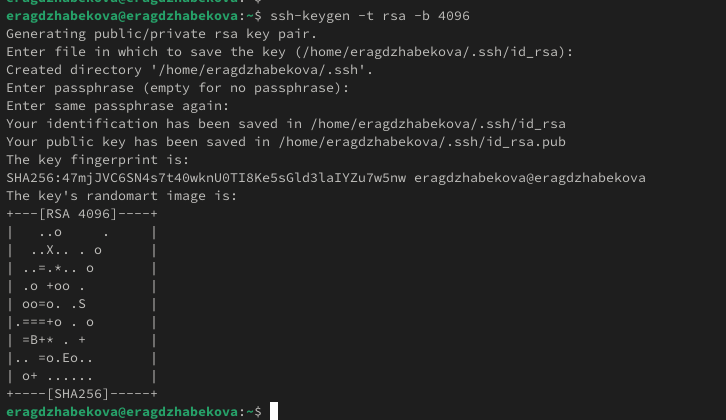 eragdzhabekova@eragdzhabekova:~$
eragdzhabekova@eragdzhabekova:~$ ssh-keygen -t rsa -b 4096
Generating public/private rsa key pair.
Enter file in which to save the key (/home/eragdzhabekova/.ssh/id_rsa):
Created directory '/home/eragdzhabekova/.ssh'.
Enter passphrase (empty for no passphrase):
Enter same passphrase again:
Your identification has been saved in /home/eragdzhabekova/.ssh/id_rsa
Your public key has been saved in /home/eragdzhabekova/.ssh/id_rsa.pub
The key fingerprint is:
SHA256:47mjJVC6SN4s7t40wknU0TI8Ke5sGld3laIYZu7w5nw eragdzhabekova@eragdzhabekova
The key's randomart image is:
+---[RSA 4096]----+
|   ..o     .     |
|  ..X.. . o      |
| ..=.*.. o       |
| .o +oo .        |
| oo=o. .S        |
|.===+o . o       |
| =B+* . +        |
|.. =o.Eo..       |
| o+ ......       |
+----[SHA256]-----+
eragdzhabekova@eragdzhabekova:~$